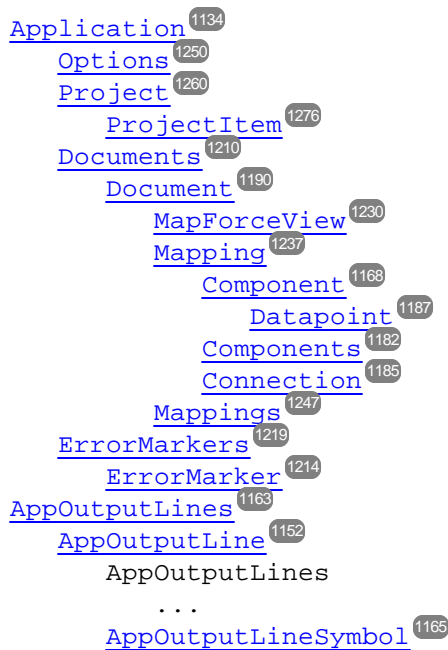 Application 1134
Options 1250
Project 1260
ProjectItem 1276
Documents 1210
Document 1190
MapForceView 1230
Mapping 1237
Component 1168
Datapoint 1187
Components 1182
Connection 1185
Mappings 1247
ErrorMarkers 1219
ErrorMarker 1214
AppOutputLines 1163
AppOutputLine 1152
AppOutputLines
...
AppOutputLineSymbol 1165